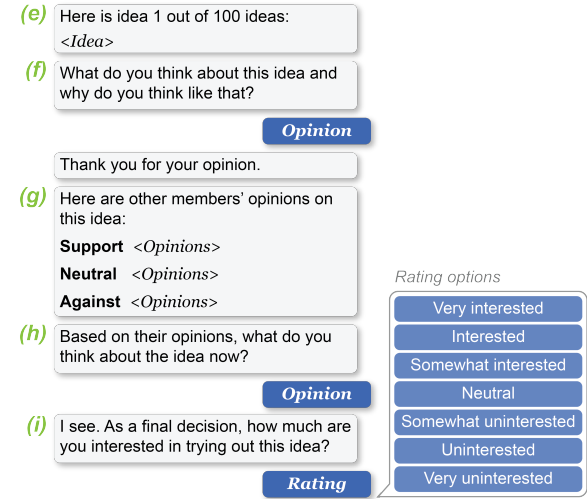 (e) Here is idea 1 out of 100 ideas:
<Idea>
(f) What do you think about this idea and
why do you think like that?
Opinion
Thank you for your opinion.
(g) Here are other members’ opinions on
this idea:
Support <Opinions>
Neutral <Opinions>
Against <Opinions>
(h) Based on their opinions, what do you
think about the idea now?
Opinion
(i) I see. As a final decision, how much are
you interested in trying out this idea?
Rating
Rating options
Very interested
Interested
Somewhat interested
Neutral
Somewhat uninterested
Uninterested
Very uninterested